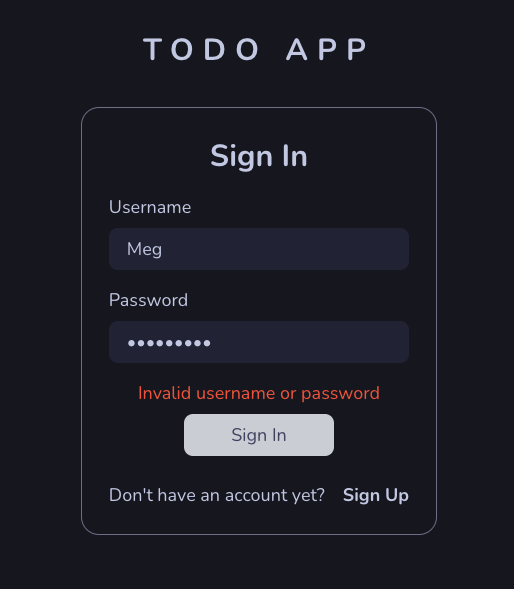 TODO APP
Sign In
Username
Meg
Password
•••••••••
Invalid username or password
Sign In
Don't have an account yet? Sign Up